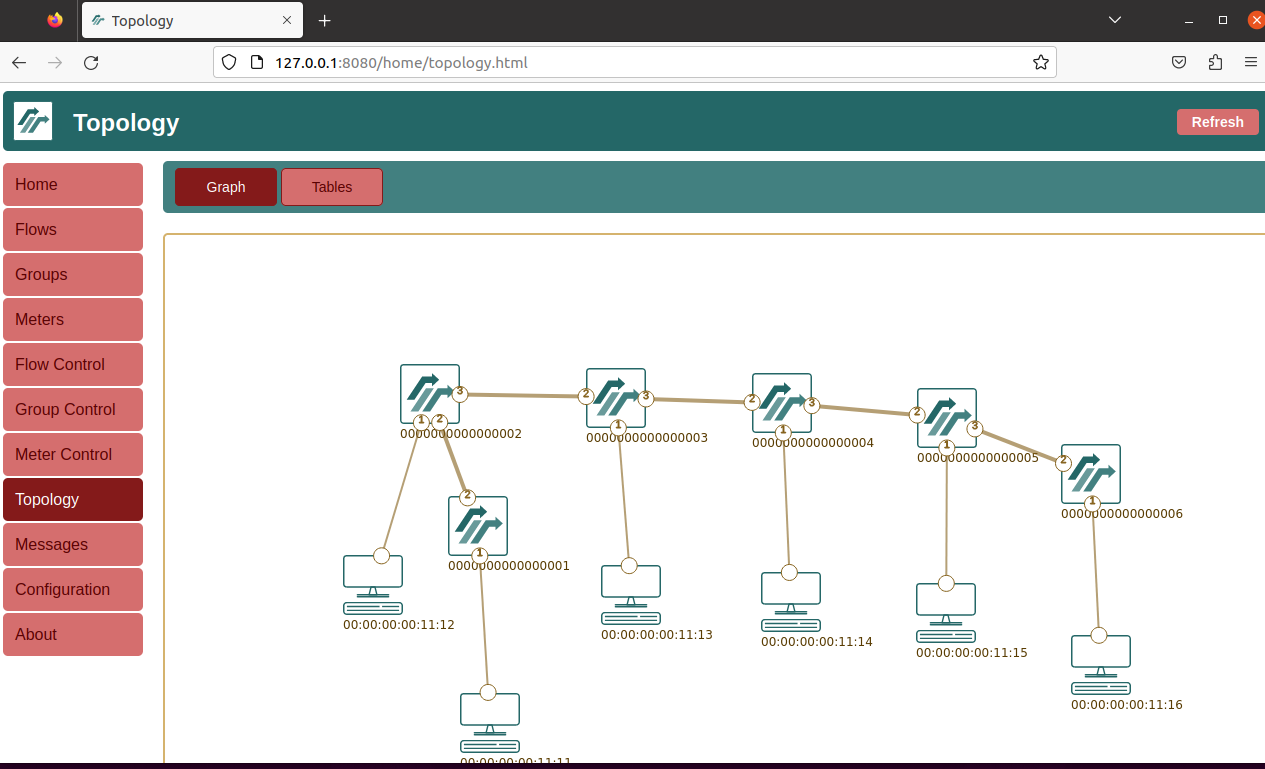 Topology
127.0.0.1:8080/home/topology.html
Topology
Refresh
Home
Flows
Groups
Meters
Flow Control
Group Control
Meter Control
Topology
Messages
Configuration
About
Graph
Tables
3
2
3
2
3
2
1
2
1
1
1
3
0000000000000002
0000000000000003
0000000000000004
0000000000000005
2
2
1
1
0000000000000006
0000000000000001
00:00:00:00:11:12
00:00:00:00:11:13
00:00:00:00:11:14
00:00:00:00:11:15
00:00:00:00:11:16
00:00:00:00:11:11